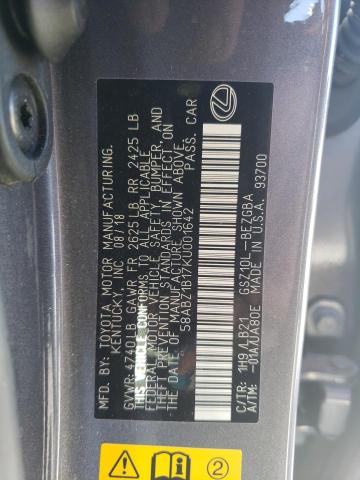 MFD. BY: TOYOTA MOTOR MANUFACTURING.
KENTUCKY, INC 08/18
GVWR: 4740LB GAWR FR 2625 LB RR 2425 LB
THIS VEHICLE CONFORMS TO ALL APPLICABLE
FEDERAL MOTOR VEHICLE SAFETY, BUMPER, AND
THEFT PREVENTION STANDARDS IN EFFECT ON
THE DATE OF MANUFACTURE SHOWN ABOVE.
58ABZ1B17KU001642 PASS. CAR
C/TR: 1H9 /LB21 GSZ10L-BEZGBA
A/TM: -01A/UA80E MADE IN U.S.A. 93700
2